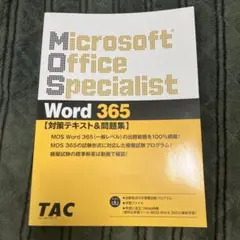 Microsoft
Office
Specialist
Word 365
【対策テキスト&問題集】
MOS Word 365(一般レベル)の出題範囲を100%網羅!
MOS 365の試験形式に対応した模擬試験プログラム!
模擬試験の標準解答は動画で確認!
TAC